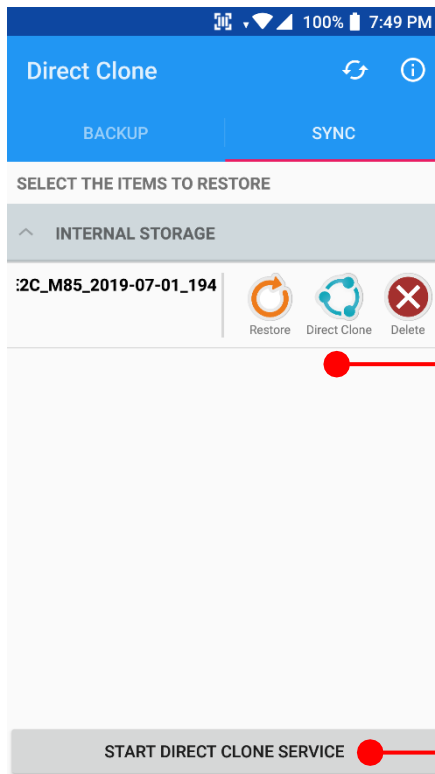 100% 7:49 PM
Direct Clone
BACKUP SYNC
SELECT THE ITEMS TO RESTORE
INTERNAL STORAGE
E2C_M85_2019-07-01_194
Restore Direct Clone Delete
START DIRECT CLONE SERVICE